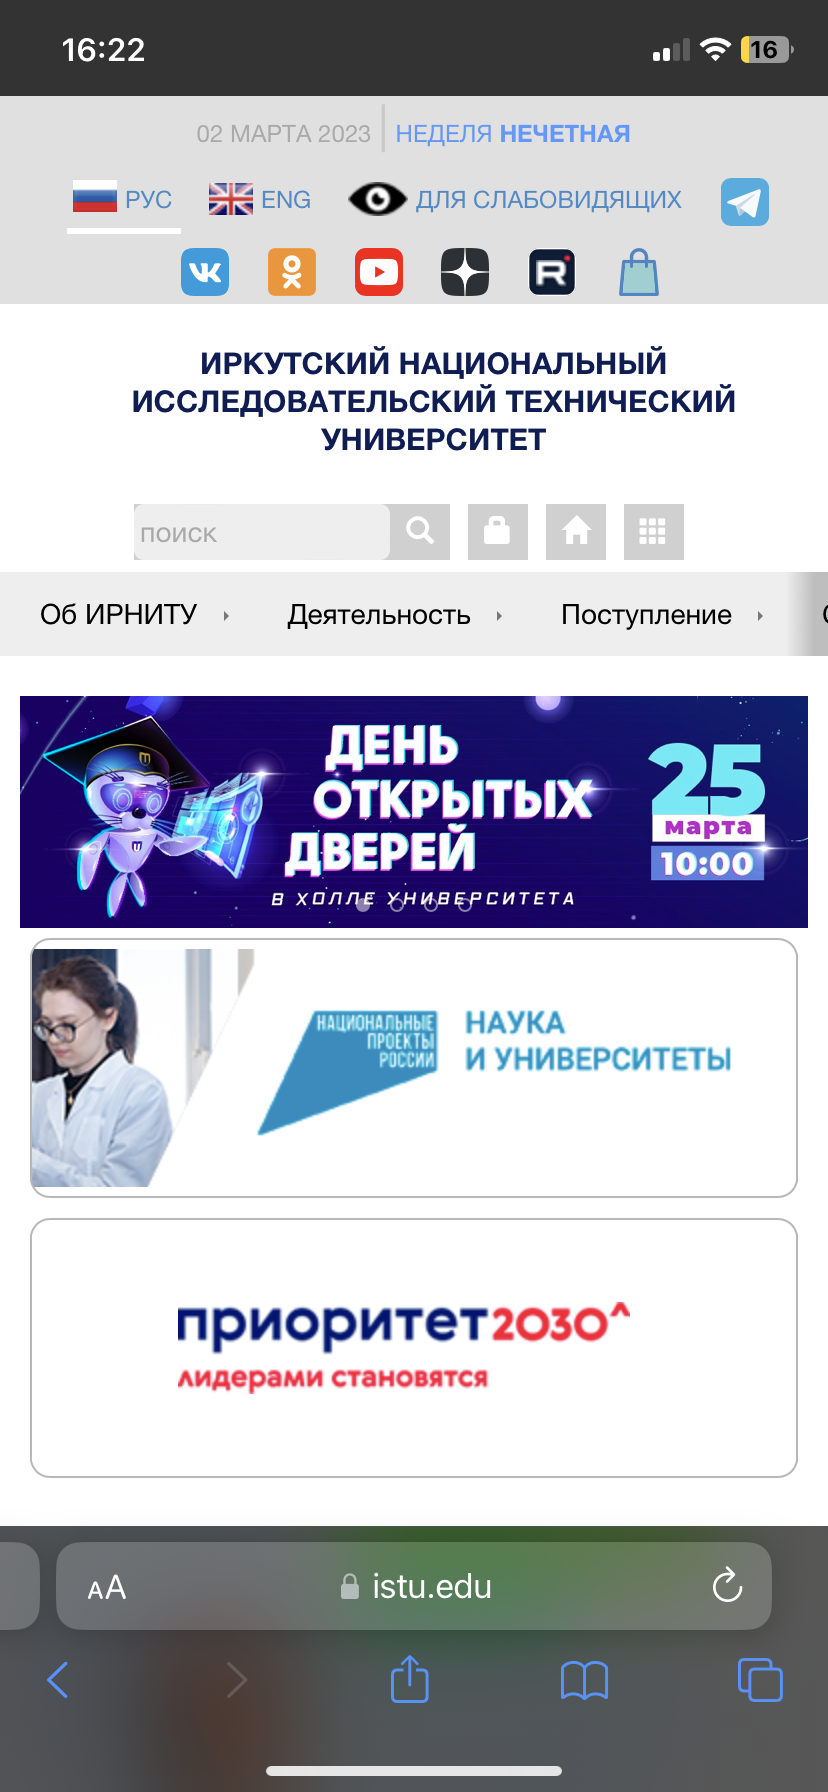 16:22
16
02 МАРТА 2023
НЕДЕЛЯ НЕЧЕТНАЯ
РУС
ENG
ДЛЯ СЛАБОВИДЯЩИХ
ИРКУТСКИЙ НАЦИОНАЛЬНЫЙ
ИССЛЕДОВАТЕЛЬСКИЙ ТЕХНИЧЕСКИЙ
УНИВЕРСИТЕТ
поиск
Об ИРНИТУ
Деятельность
Поступление
ДЕНЬ
ОТКРЫТЫХ
ДВЕРЕЙ
В ХОЛЛЕ УНИВЕРСИТЕТА
25
марта
10:00
НАЦИОНАЛЬНЫЕ
ПРОЕКТЫ
РОССИИ
НАУКА
И УНИВЕРСИТЕТЫ
приоритет2030^
лидерами становятся
AA
istu.edu